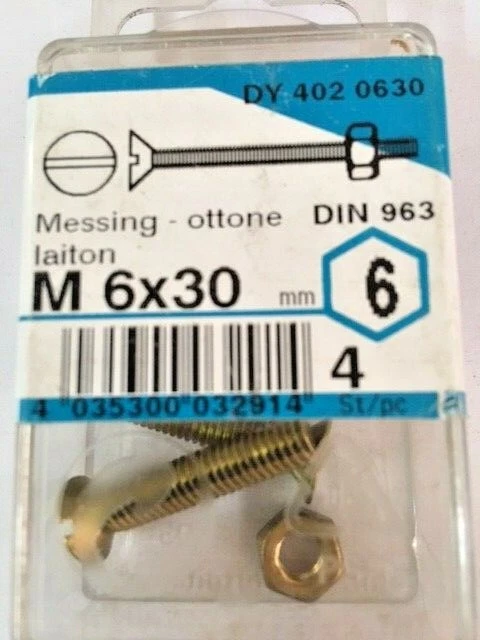 DY 402 0630
Messing - ottone DIN 963
laiton
M 6x30 mm 6
4
4 035300 032914 St/pc